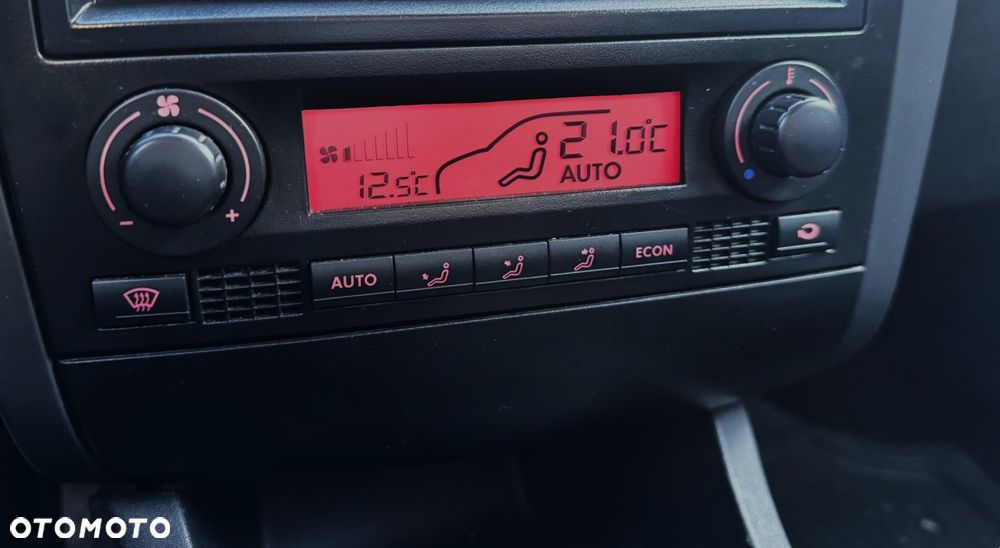 21.0°C
12.5°C
AUTO
- +
AUTO
ECON
OTOMOTO